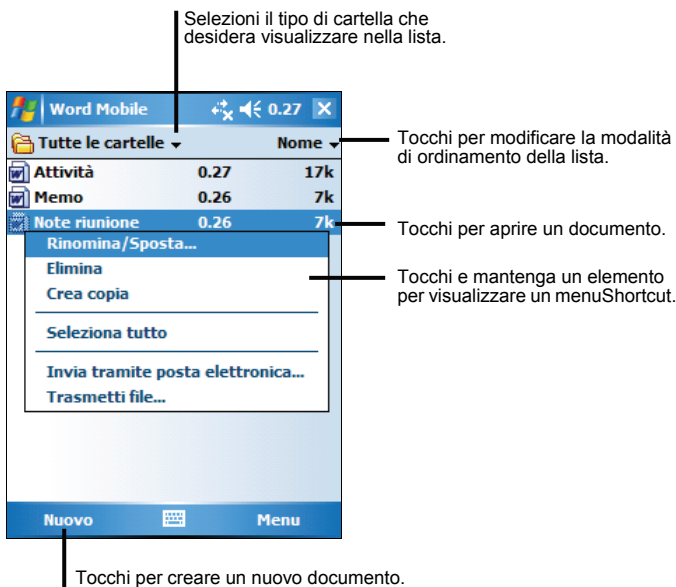 Selezioni il tipo di cartella che
desidera visualizzare nella lista.
Word Mobile 0.27
Tutte le cartelle Nome
Tocchi per modificare la modalità
di ordinamento della lista.
Attività 0.27 17k
Memo 0.26 7k
Note riunione 0.26 7k
Tocchi per aprire un documento.
Rinomina/Sposta...
Elimina
Crea copia
Tocchi e mantenga un elemento
per visualizzare un menuShortcut.
Seleziona tutto
Invia tramite posta elettronica...
Trasmetti file...
Nuovo Menu
Tocchi per creare un nuovo documento.